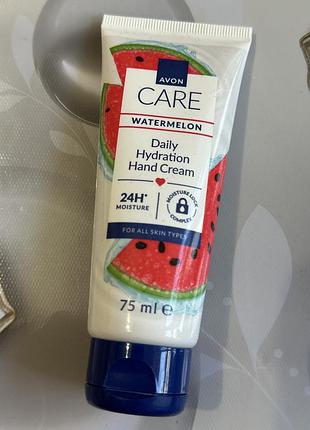 AVON
CARE
WATERMELON
Daily
Hydration
Hand Cream
24H*
MOISTURE
MOISTURE LOCK
COMPLEX
FOR ALL SKIN TYPES
75 ml ℮